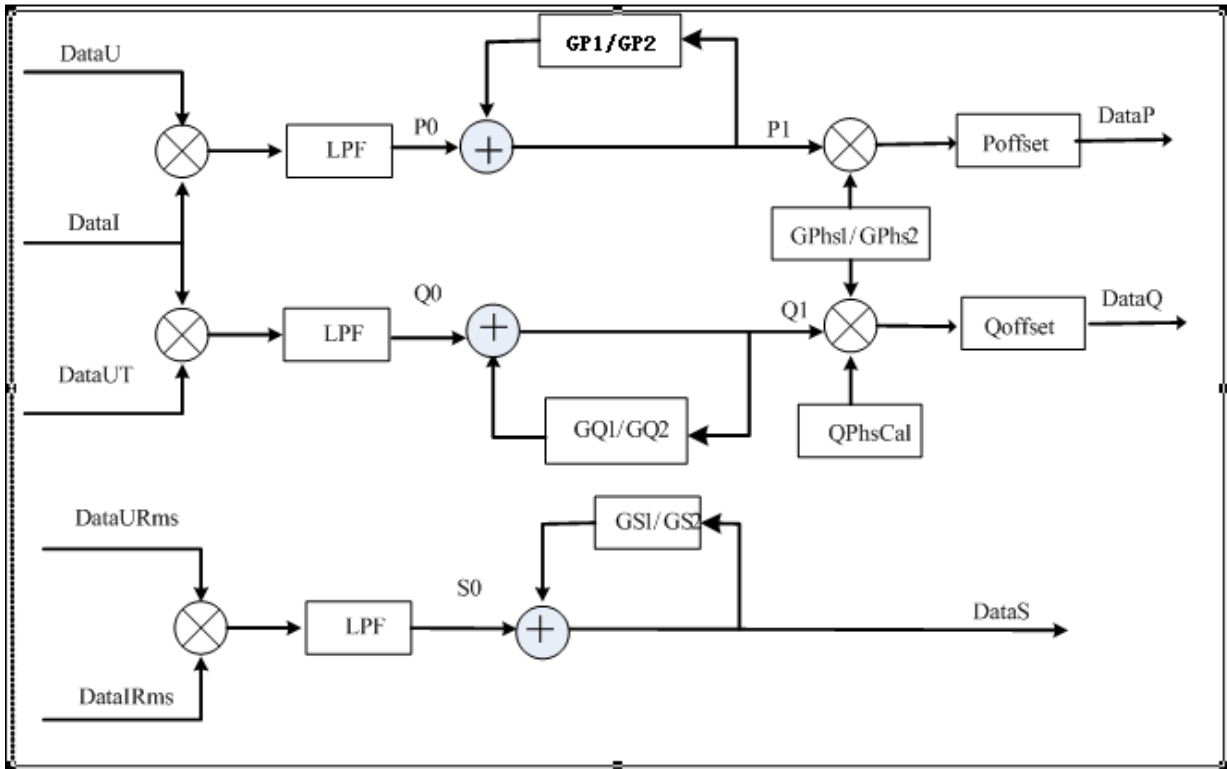 DataU
GP1/GP2
P0
P1
DataP
LPF
Poffset
DataI
GPhs1/GPhs2
Q0
Q1
DataQ
LPF
Qoffset
DataUT
GQ1/GQ2
QPhsCal
DataURms
GS1/GS2
S0
DataS
LPF
DataIRms